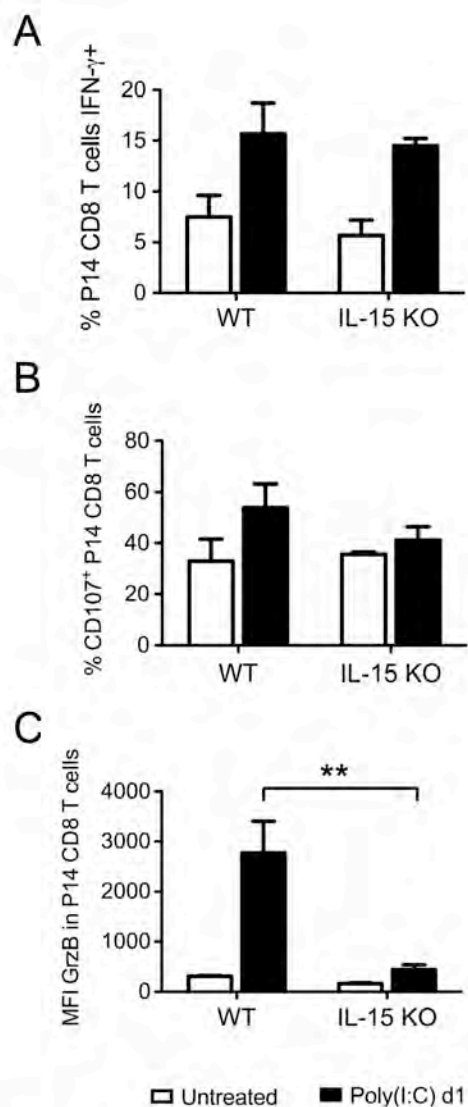 A
% P14 CD8 T cells IFN-γ+
20
15
10
5
0
WT
IL-15 KO
B
% CD107⁺ P14 CD8 T cells
80
60
40
20
0
WT
IL-15 KO
C
MFI GrzB in P14 CD8 T cells
4000
3000
2000
1000
0
**
WT
IL-15 KO
Untreated
Poly(I:C) d1